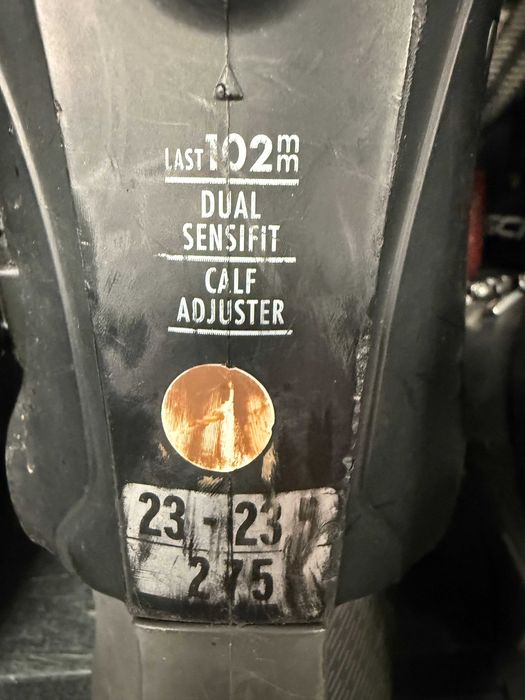 LAST 102 mm
DUAL
SENSIFIT
CALF
ADJUSTER
23 - 23
275